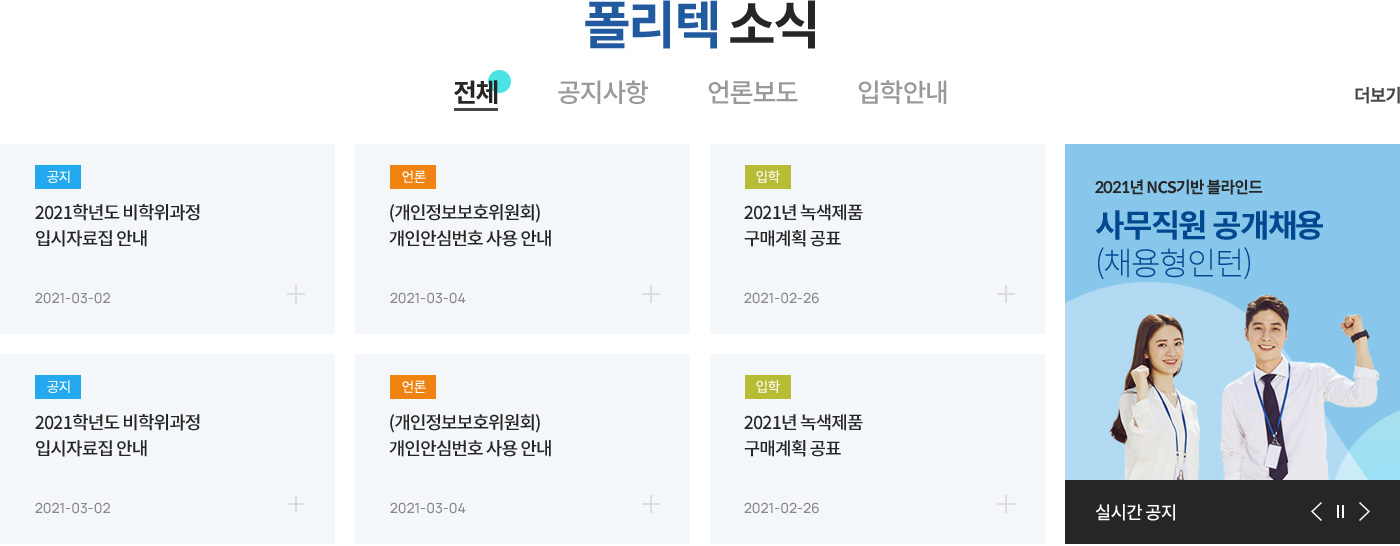 폴리텍 소식
전체 공지사항 언론보도 입학안내
더보기
공지
2021학년도 비학위과정
입시자료집 안내
2021-03-02
언론
(개인정보보호위원회)
개인안심번호 사용 안내
2021-03-04
입학
2021년 녹색제품
구매계획 공표
2021-02-26
2021년 NCS기반 블라인드
사무직원 공개채용
(채용형인턴)
공지
2021학년도 비학위과정
입시자료집 안내
2021-03-02
언론
(개인정보보호위원회)
개인안심번호 사용 안내
2021-03-04
입학
2021년 녹색제품
구매계획 공표
2021-02-26
실시간 공지